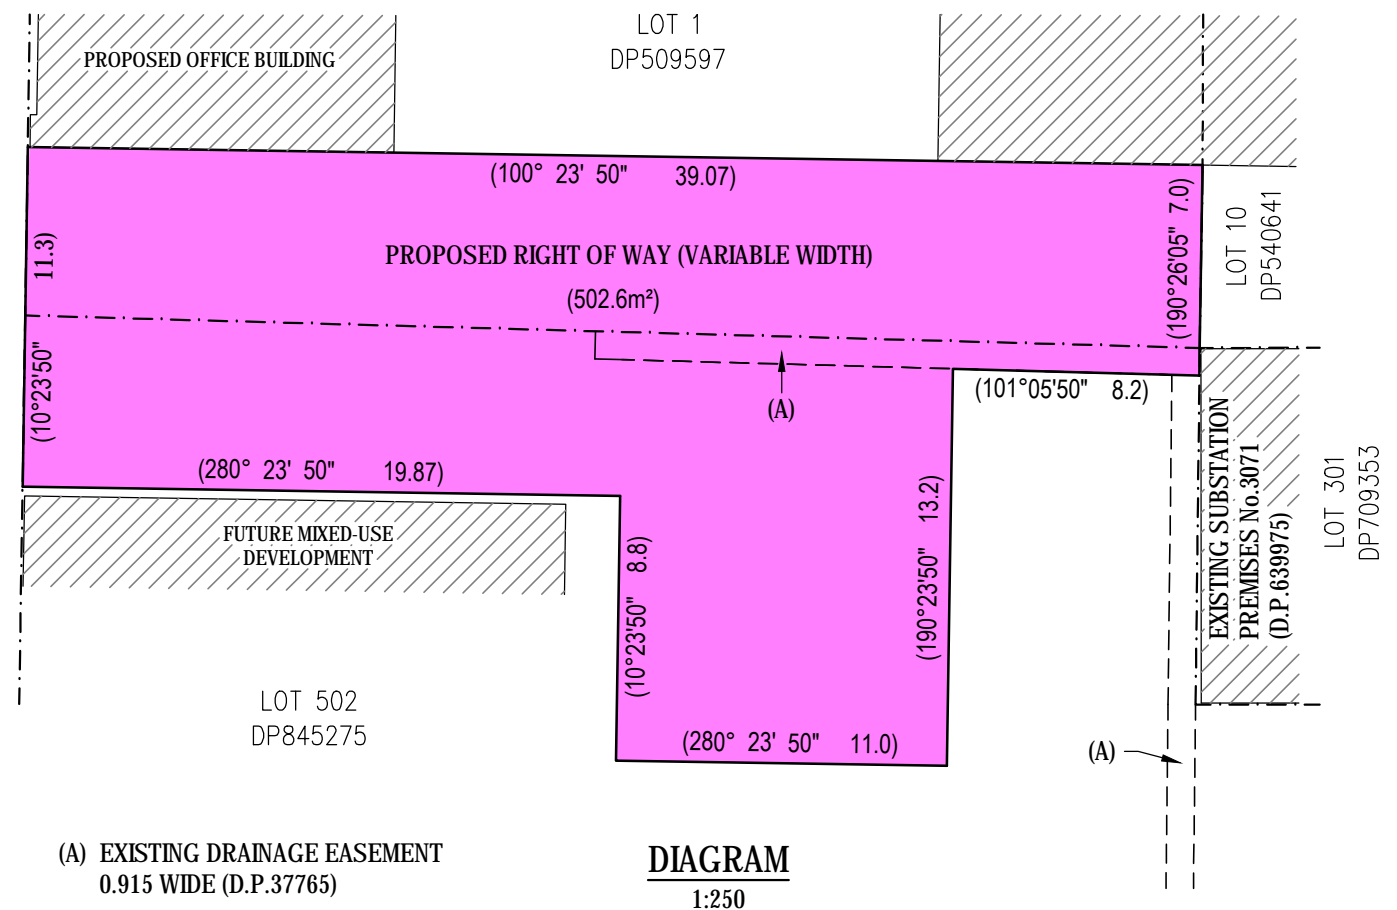 LOT 1
DP509597
PROPOSED OFFICE BUILDING
(100° 23' 50" 39.07)
(190°26'05" 7.0)
LOT 10
DP540641
(10°23'50" 11.3)
PROPOSED RIGHT OF WAY (VARIABLE WIDTH)
(502.6m²)
(A)
(101°05'50" 8.2)
(280° 23' 50" 19.87)
FUTURE MIXED-USE
DEVELOPMENT
(10°23'50" 8.8)
(190°23'50" 13.2)
EXISTING SUBSTATION
PREMISES No.3071
(D.P.639975)
LOT 301
DP709353
LOT 502
DP845275
(280° 23' 50" 11.0)
(A)
(A) EXISTING DRAINAGE EASEMENT
0.915 WIDE (D.P.37765)
DIAGRAM
1:250